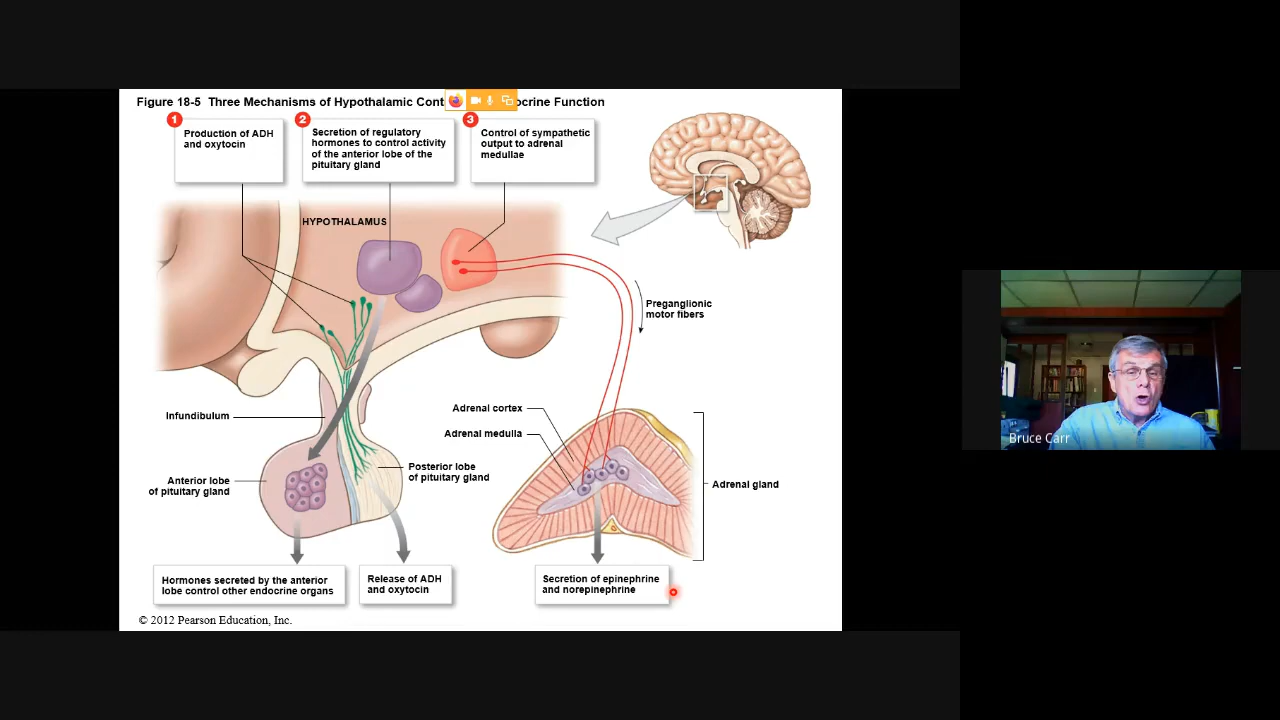 Figure 18-5 Three Mechanisms of Hypothalamic Cont ocrine Function
1
Production of ADH
and oxytocin
2
Secretion of regulatory
hormones to control activity
of the anterior lobe of the
pituitary gland
3
Control of sympathetic
output to adrenal
medullae
HYPOTHALAMUS
Preganglionic
motor fibers
Infundibulum
Adrenal cortex
Adrenal medulla
Anterior lobe
of pituitary gland
Posterior lobe
of pituitary gland
Adrenal gland
Hormones secreted by the anterior
lobe control other endocrine organs
Release of ADH
and oxytocin
Secretion of epinephrine
and norepinephrine
© 2012 Pearson Education, Inc.
Bruce Carr